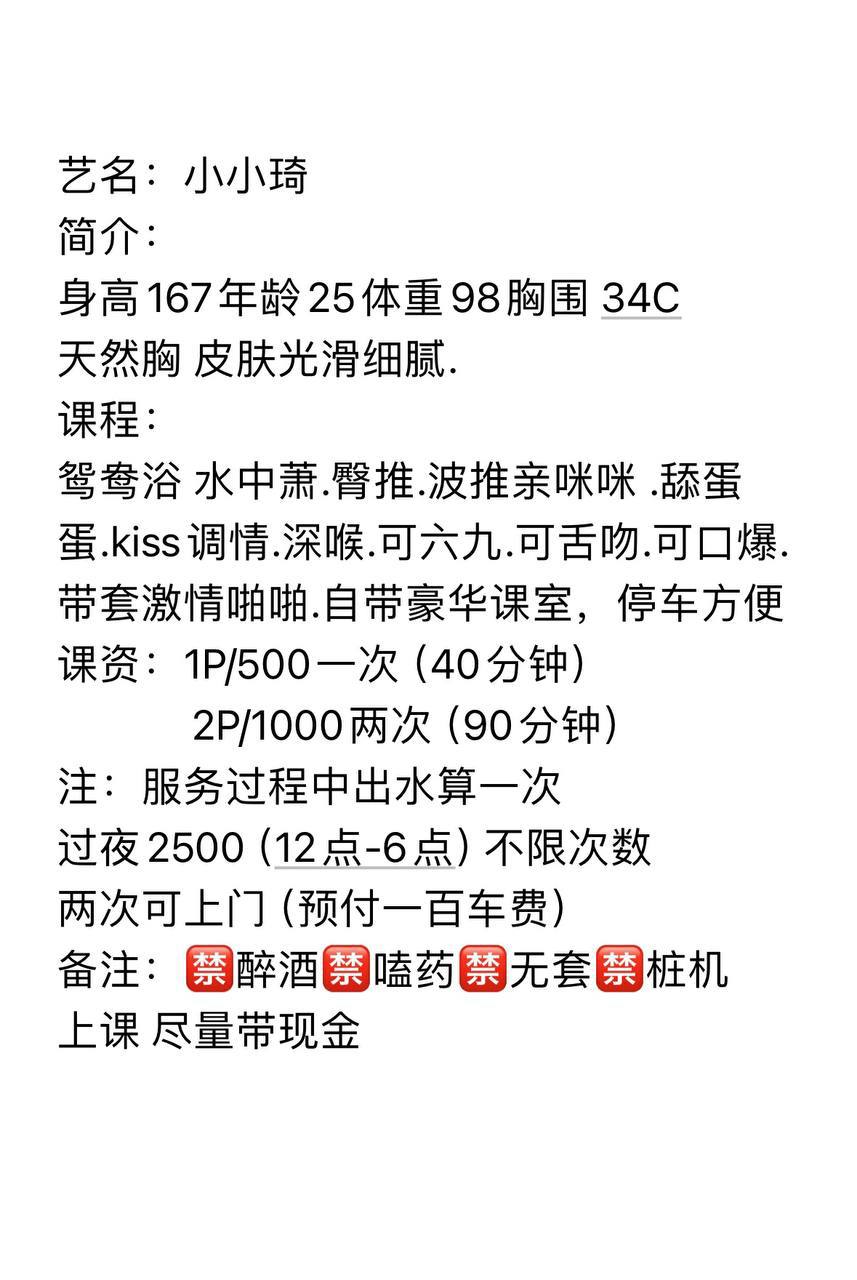 艺名：小小琦
简介：
身高167年龄25体重98胸围 34C
天然胸 皮肤光滑细腻.
课程：
鸳鸯浴 水中萧.臀推.波推亲咪咪 .舔蛋
蛋.kiss调情.深喉.可六九.可舌吻.可口爆.
带套激情啪啪.自带豪华课室，停车方便
课资：1P/500一次（40分钟）
2P/1000两次（90分钟）
注：服务过程中出水算一次
过夜2500（12点-6点）不限次数
两次可上门（预付一百车费）
备注：🈲醉酒🈲嗑药🈲无套🈲桩机
上课 尽量带现金